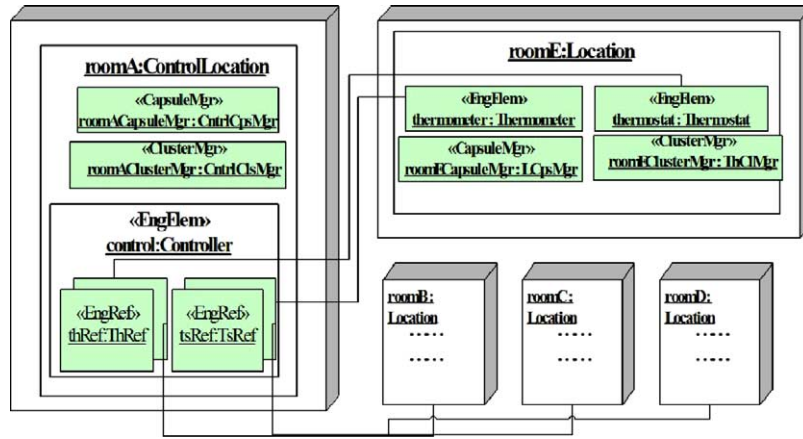 roomA:ControlLocation
«CapsuleMgr»
roomACapsuleMgr : CntrlCpsMgr
«ClusterMgr»
roomAClusterMgr : CntrlClsMgr
«EngElem»
control:Controller
«EngRef»
thRef:ThRef
«EngRef»
tsRef:TsRef
roomE:Location
«EngElem»
thermometer : Thermometer
«EngElem»
thermostat : Thermostat
«CapsuleMgr»
roomECapsuleMgr : LCpsMgr
«ClusterMgr»
roomEClusterMgr : ThClMgr
roomB:
Location
......
......
roomC:
Location
......
......
roomD:
Location
......
......